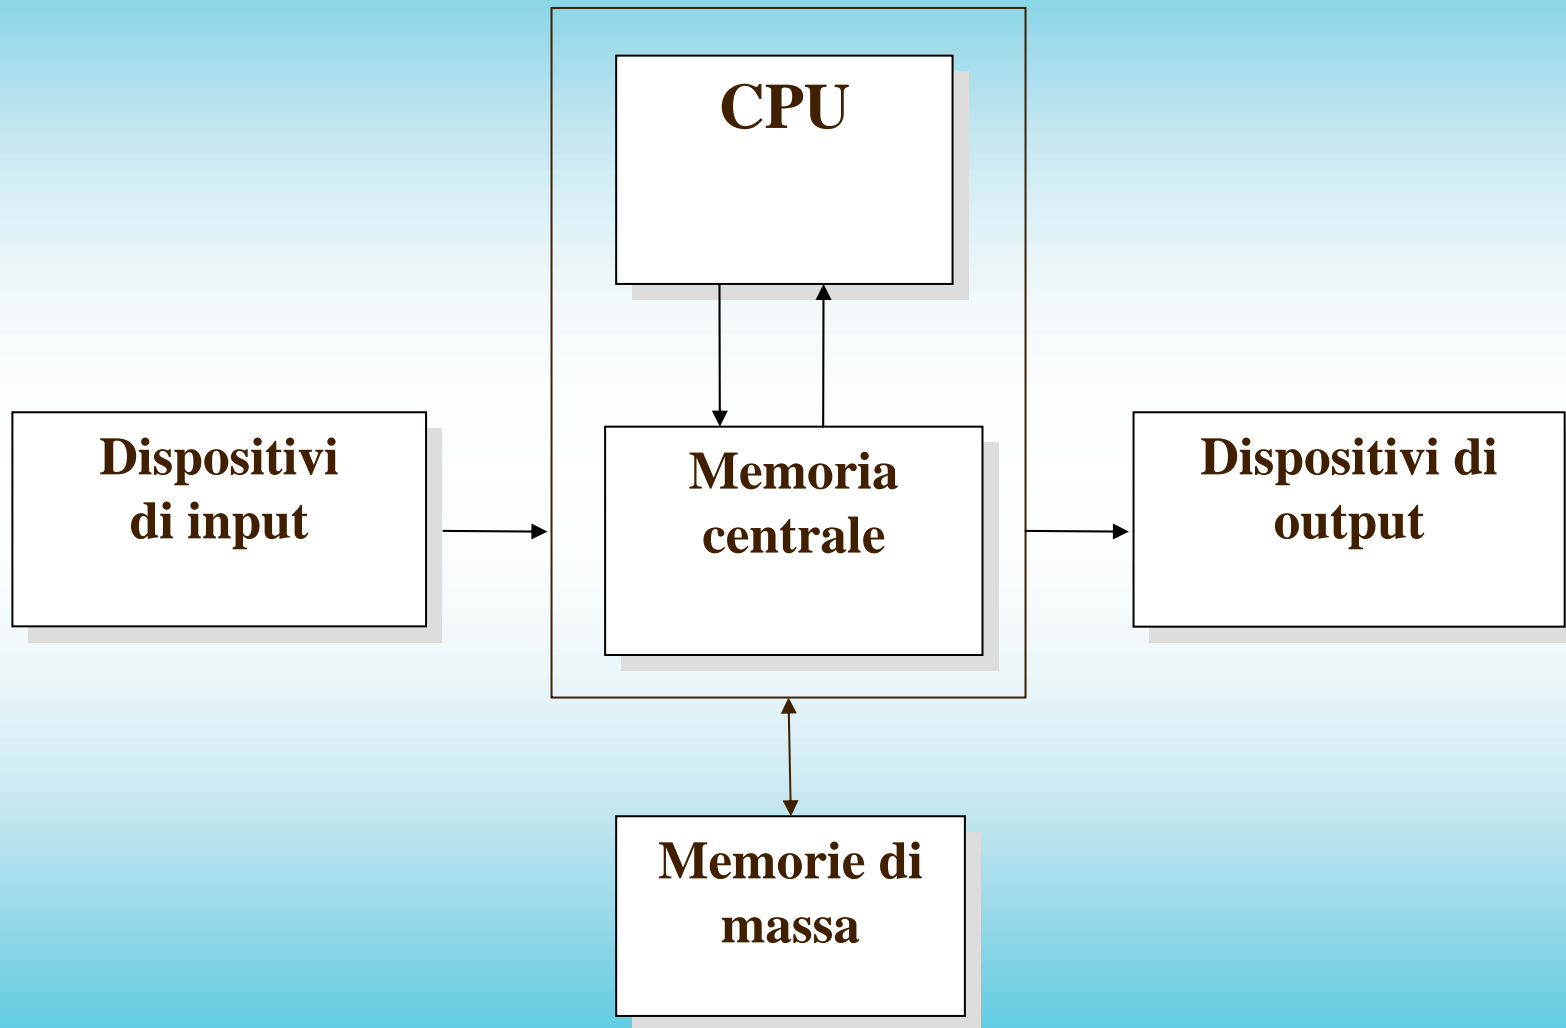 CPU
Dispositivi
di input
Memoria
centrale
Dispositivi di
output
Memorie di
massa